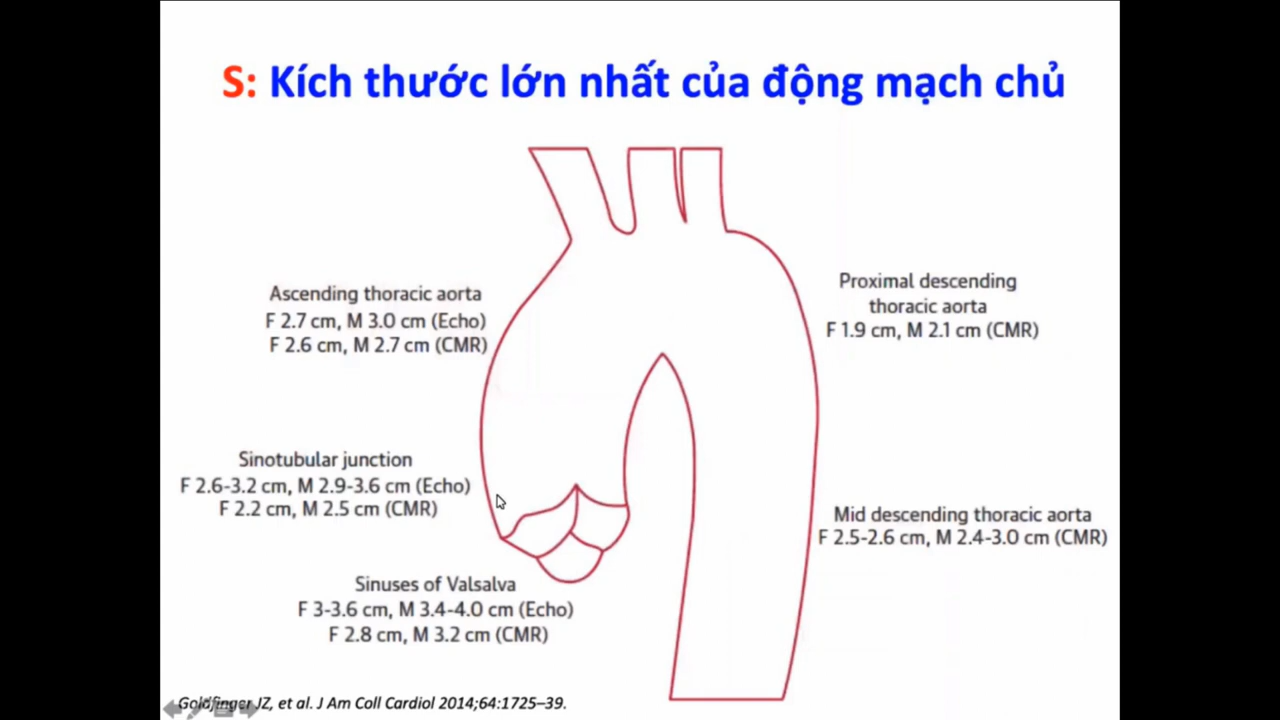 S: Kích thước lớn nhất của động mạch chủ
Ascending thoracic aorta
F 2.7 cm, M 3.0 cm (Echo)
F 2.6 cm, M 2.7 cm (CMR)
Proximal descending
thoracic aorta
F 1.9 cm, M 2.1 cm (CMR)
Sinotubular junction
F 2.6-3.2 cm, M 2.9-3.6 cm (Echo)
F 2.2 cm, M 2.5 cm (CMR)
Mid descending thoracic aorta
F 2.5-2.6 cm, M 2.4-3.0 cm (CMR)
Sinuses of Valsalva
F 3-3.6 cm, M 3.4-4.0 cm (Echo)
F 2.8 cm, M 3.2 cm (CMR)
Goldfinger JZ, et al. J Am Coll Cardiol 2014;64:1725–39.